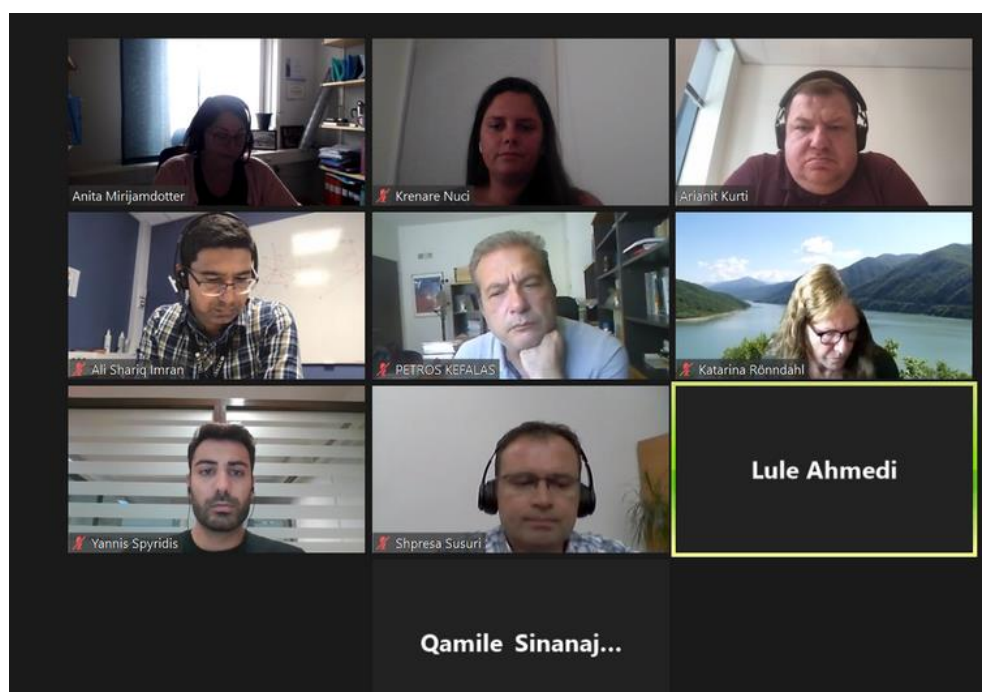 Anita Mirijamdotter
Krenare Nuci
Arianit Kurti
Ali Shariq Imran
PETROS KEFALAS
Katarina Rönndahl
Yannis Spyridis
Shpresa Susuri
Lule Ahmedi
Qamile Sinanaj...